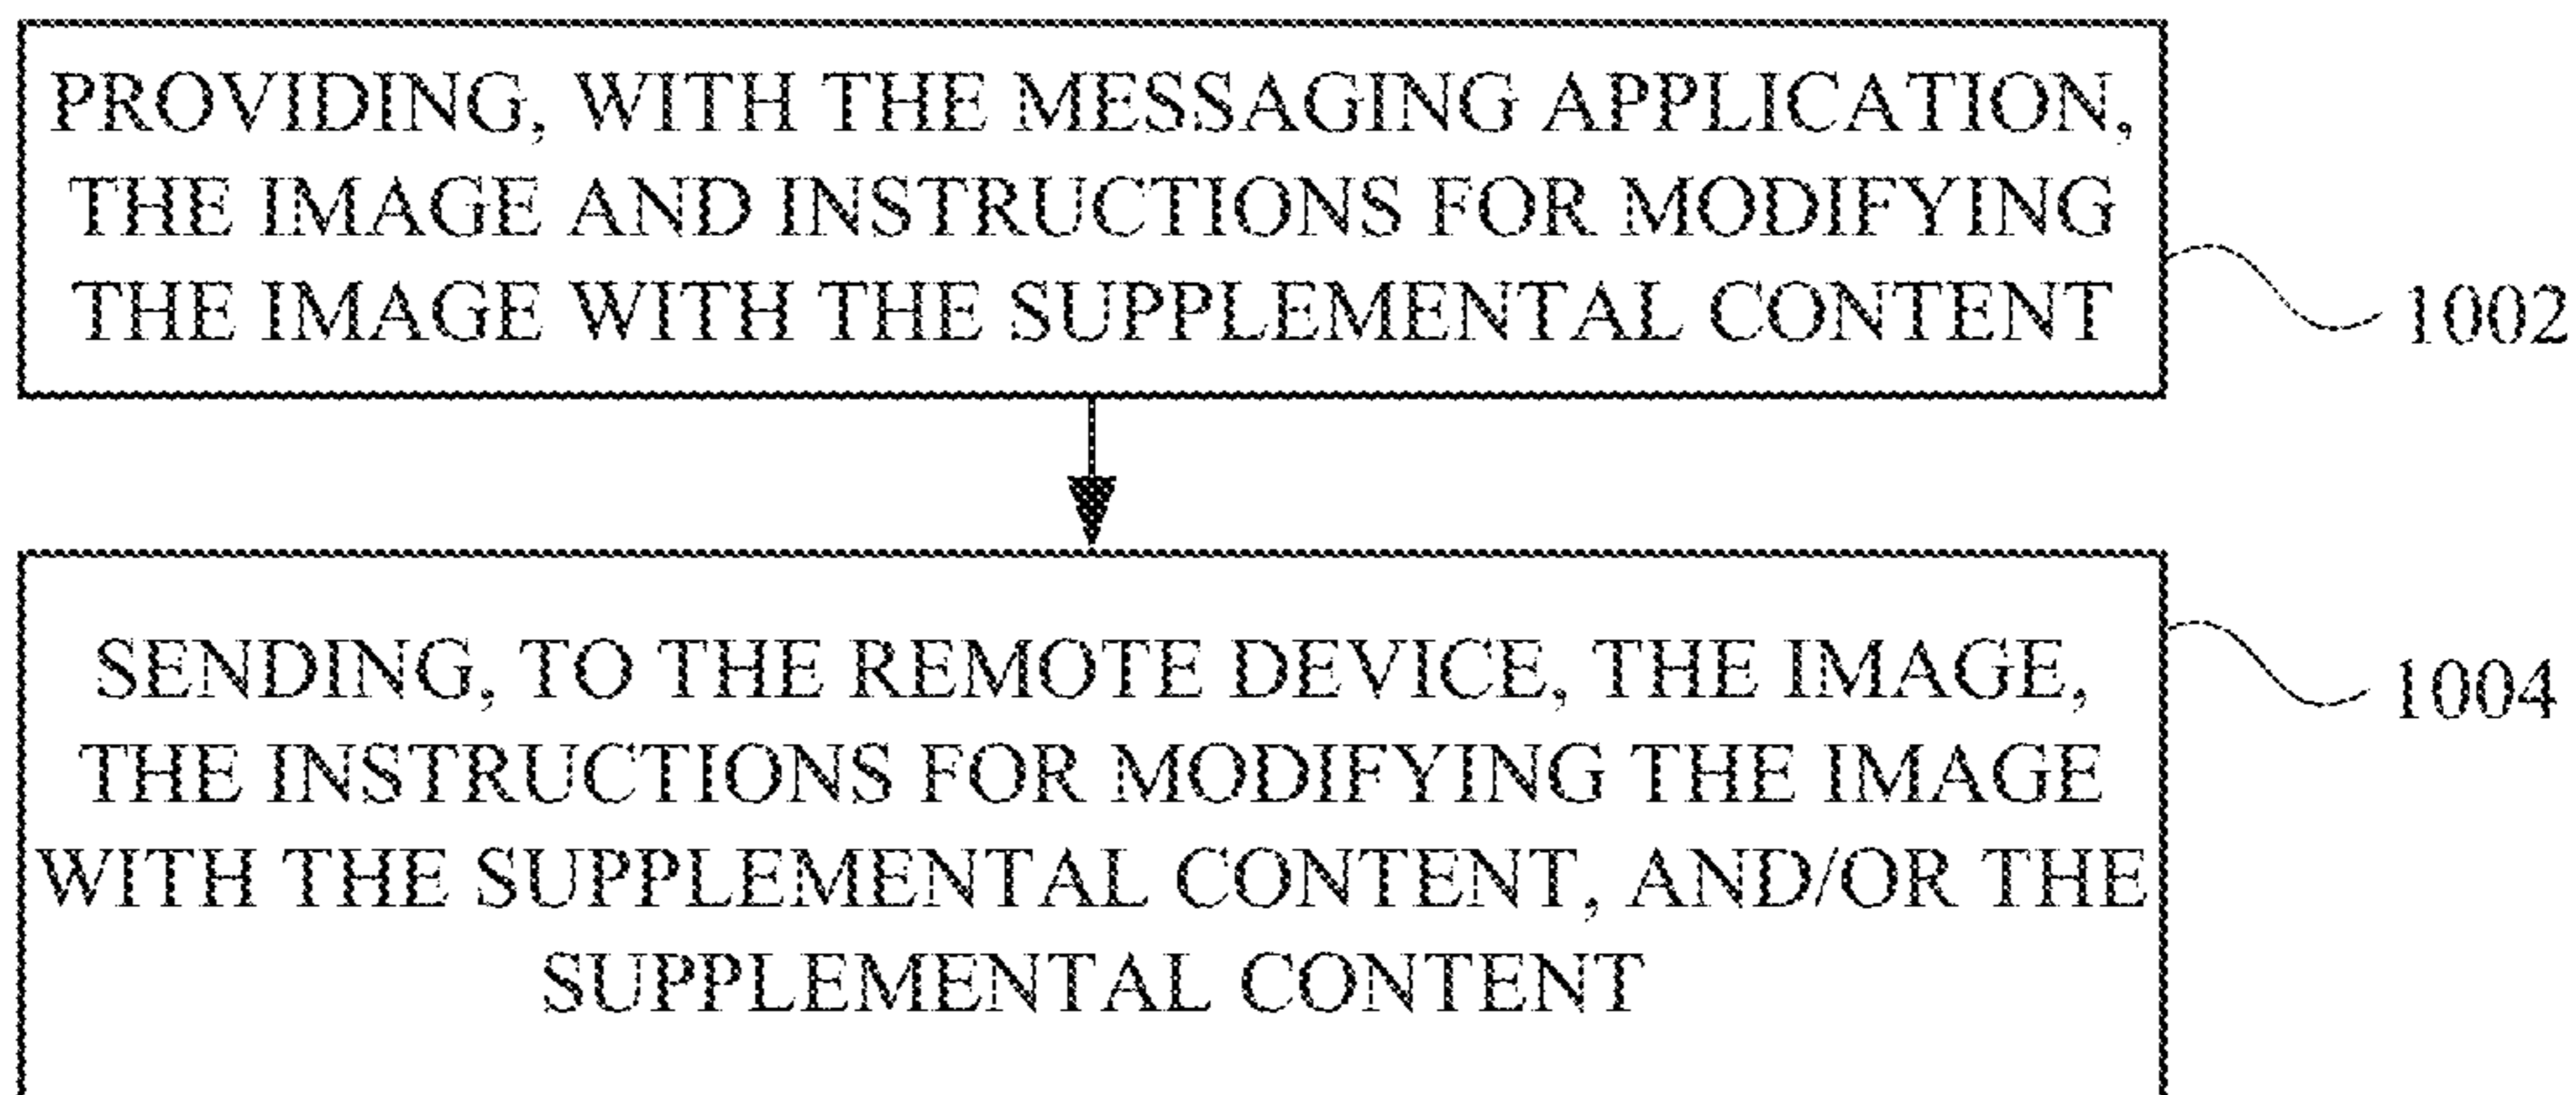 PROVIDING, WITH THE MESSAGING APPLICATION,
THE IMAGE AND INSTRUCTIONS FOR MODIFYING
THE IMAGE WITH THE SUPPLEMENTAL CONTENT
1002
SENDING, TO THE REMOTE DEVICE, THE IMAGE,
THE INSTRUCTIONS FOR MODIFYING THE IMAGE
WITH THE SUPPLEMENTAL CONTENT, AND/OR THE
SUPPLEMENTAL CONTENT
1004